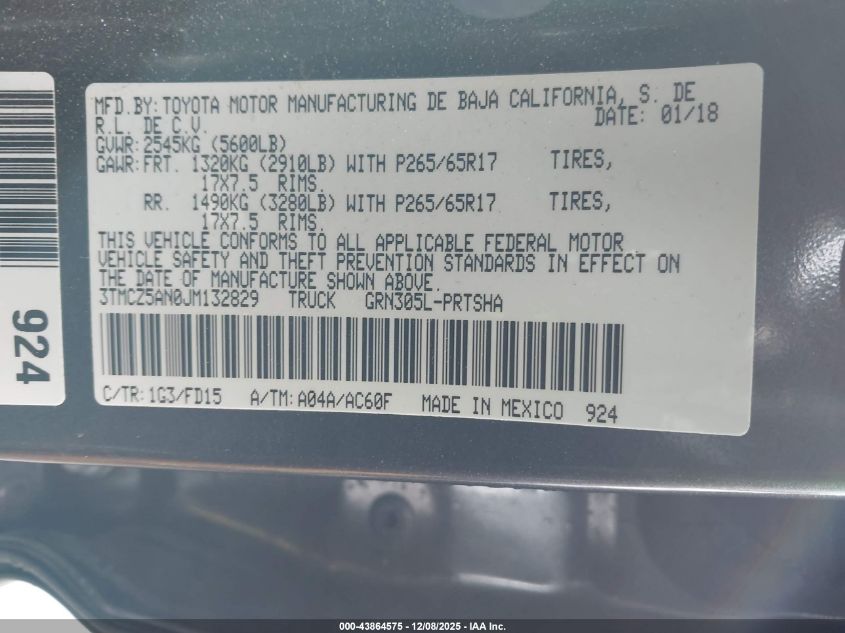 MFD.BY: TOYOTA MOTOR MANUFACTURING DE BAJA CALIFORNIA, S. DE
R.L. DE C.V.
DATE: 01/18
GVWR: 2545KG (5600LB)
GAWR: FRT. 1320KG (2910LB) WITH P265/65R17 TIRES,
17X7.5 RIMS.
RR. 1490KG (3280LB) WITH P265/65R17 TIRES,
17X7.5 RIMS.
THIS VEHICLE CONFORMS TO ALL APPLICABLE FEDERAL MOTOR
VEHICLE SAFETY AND THEFT PREVENTION STANDARDS IN EFFECT ON
THE DATE OF MANUFACTURE SHOWN ABOVE.
3TMCZ5AN0JM132829 TRUCK GRN305L-PRTSHA
C/TR: 1G3/FD15 A/TM: A04A/AC60F MADE IN MEXICO 924
924
000-43864575 - 12/08/2025 - IAA Inc.